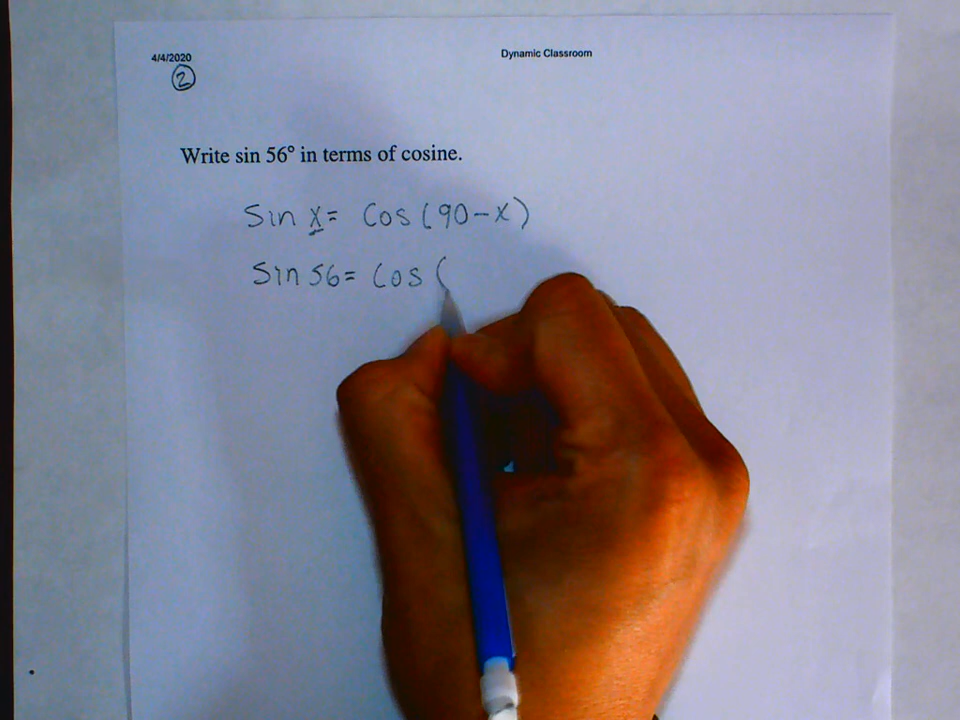 4/4/2020 Dynamic Classroom
2
Write sin 56° in terms of cosine.
Sin x = Cos (90-x)
Sin 56 = Cos (